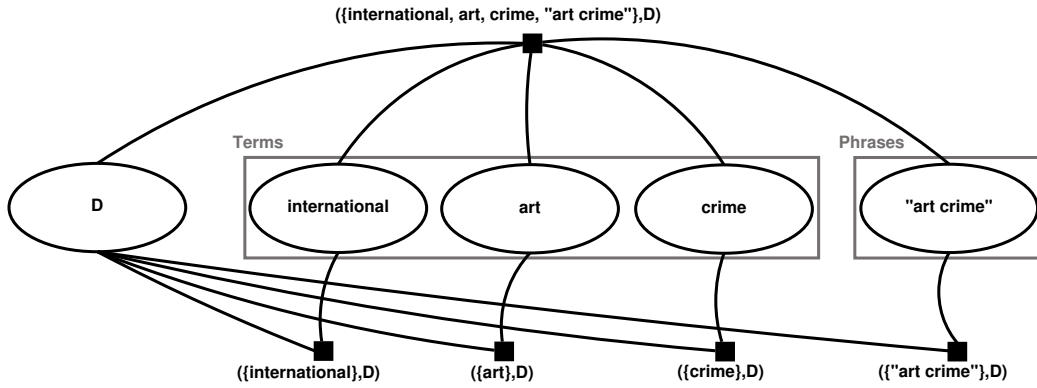 ({international, art, crime, "art crime"},D)
Terms
Phrases
D
international
art
crime
"art crime"
({international},D)
({art},D)
({crime},D)
({"art crime"},D)